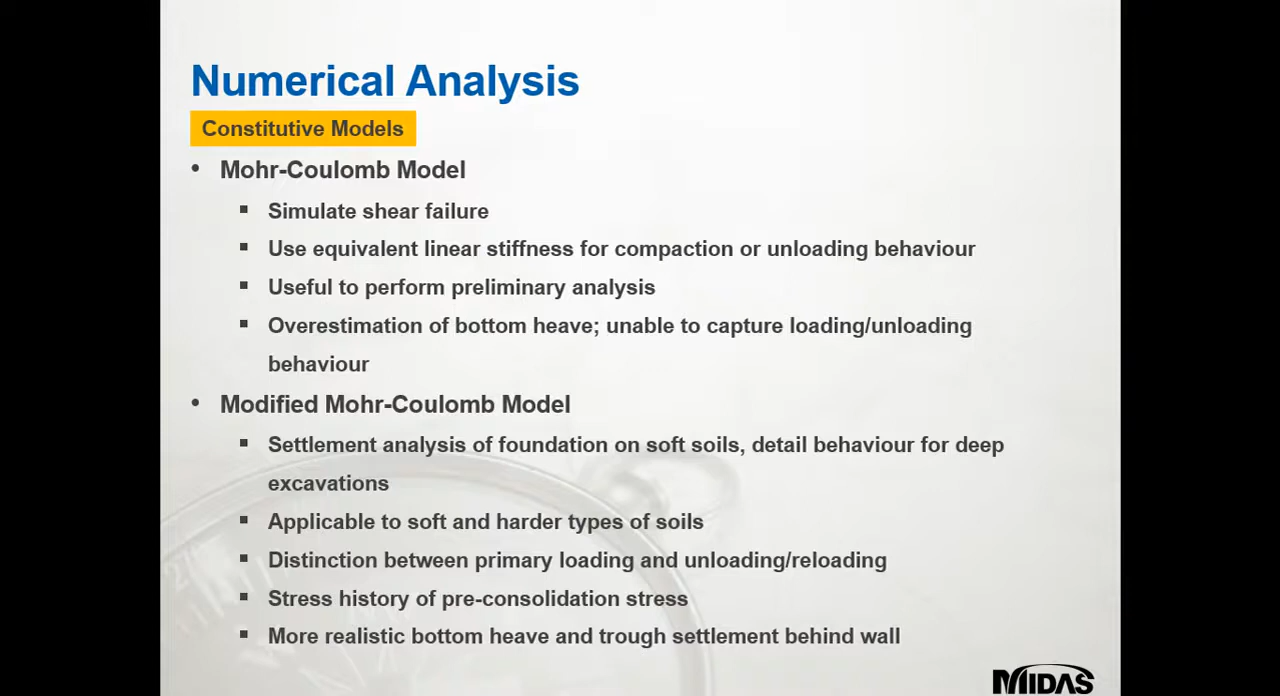 Numerical Analysis
Constitutive Models
• Mohr-Coulomb Model
▪ Simulate shear failure
▪ Use equivalent linear stiffness for compaction or unloading behaviour
▪ Useful to perform preliminary analysis
▪ Overestimation of bottom heave; unable to capture loading/unloading
behaviour
• Modified Mohr-Coulomb Model
▪ Settlement analysis of foundation on soft soils, detail behaviour for deep
excavations
▪ Applicable to soft and harder types of soils
▪ Distinction between primary loading and unloading/reloading
▪ Stress history of pre-consolidation stress
▪ More realistic bottom heave and trough settlement behind wall
MIDAS